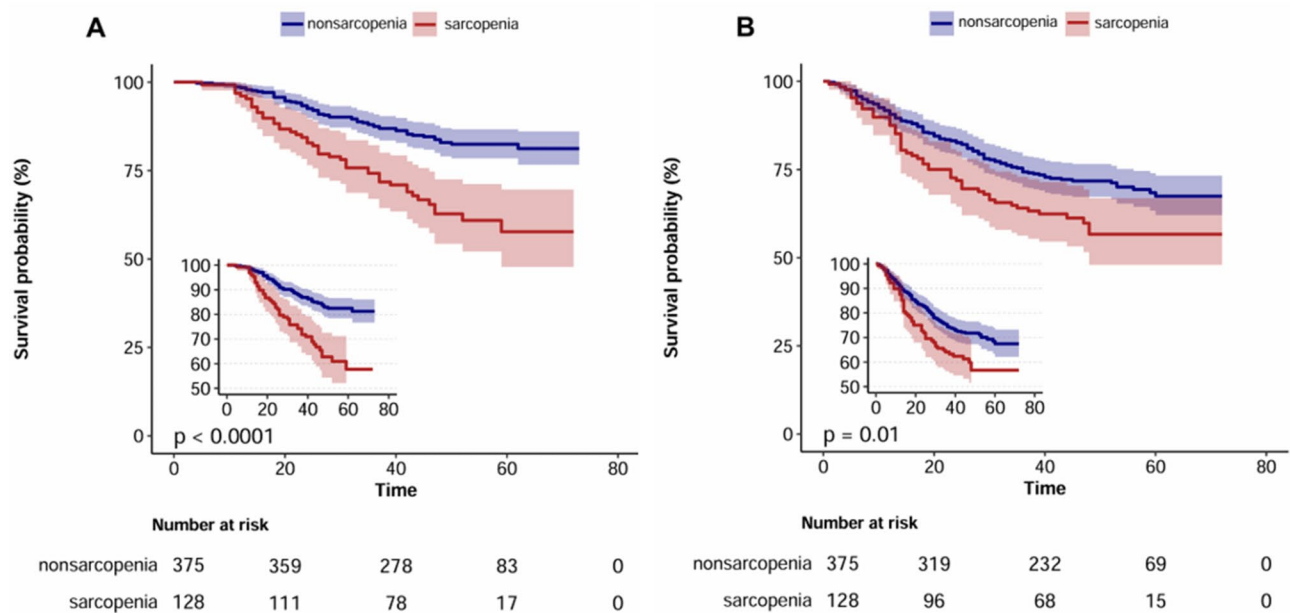 A
nonsarcopenia sarcopenia
Survival probability (%)
100
75
50
25
0
100
90
80
70
60
50
0 20 40 60 80
p < 0.0001
0 20 40 60 80
Time
Number at risk
nonsarcopenia 375 359 278 83 0
sarcopenia 128 111 78 17 0
B
nonsarcopenia sarcopenia
Survival probability (%)
100
75
50
25
0
100
90
80
70
60
50
0 20 40 60 80
p = 0.01
0 20 40 60 80
Time
Number at risk
nonsarcopenia 375 319 232 69 0
sarcopenia 128 96 68 15 0